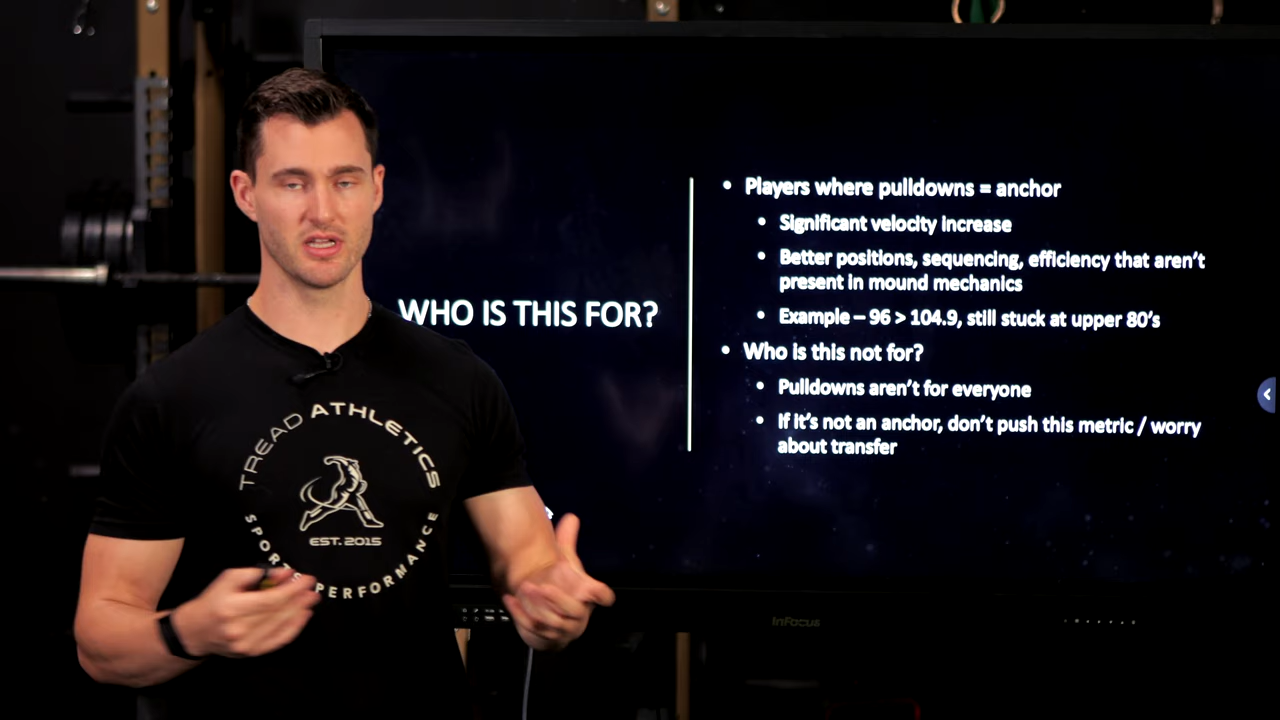 WHO IS THIS FOR?
• Players where pulldowns = anchor
• Significant velocity increase
• Better positions, sequencing, efficiency that aren't
present in mound mechanics
• Example – 96 > 104.9, still stuck at upper 80's
• Who is this not for?
• Pulldowns aren't for everyone
• If it's not an anchor, don't push this metric / worry
about transfer
TREAD ATHLETICS
EST. 2015
SPORTS PERFORMANCE
InFocus